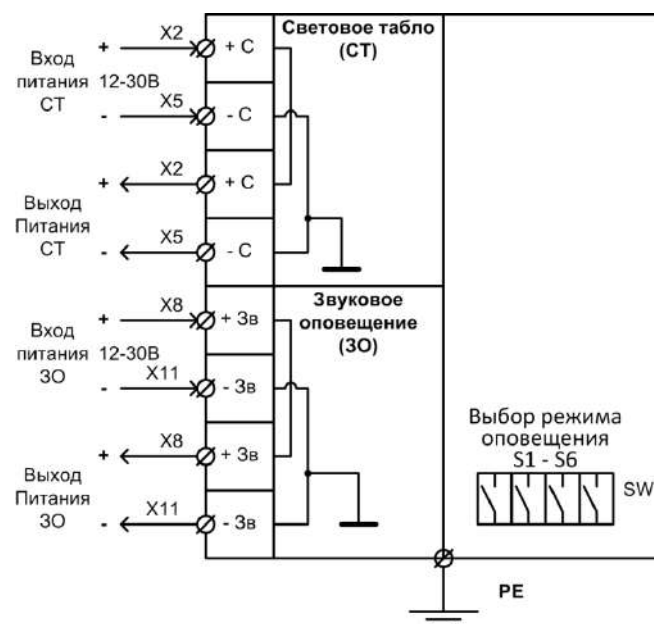 Световое табло
(СТ)
X2
+
+ С
Вход
питания 12-30В
СТ
X5
-
- С
X2
+
+ С
Выход
Питания
СТ
X5
-
- С
Звуковое
оповещение
(ЗО)
X8
+
+ Зв
Вход
питания 12-30В
ЗО
X11
-
- Зв
X8
+
+ Зв
Выход
Питания
ЗО
X11
-
- Зв
Выбор режима
оповещения
S1 - S6
SW
PE